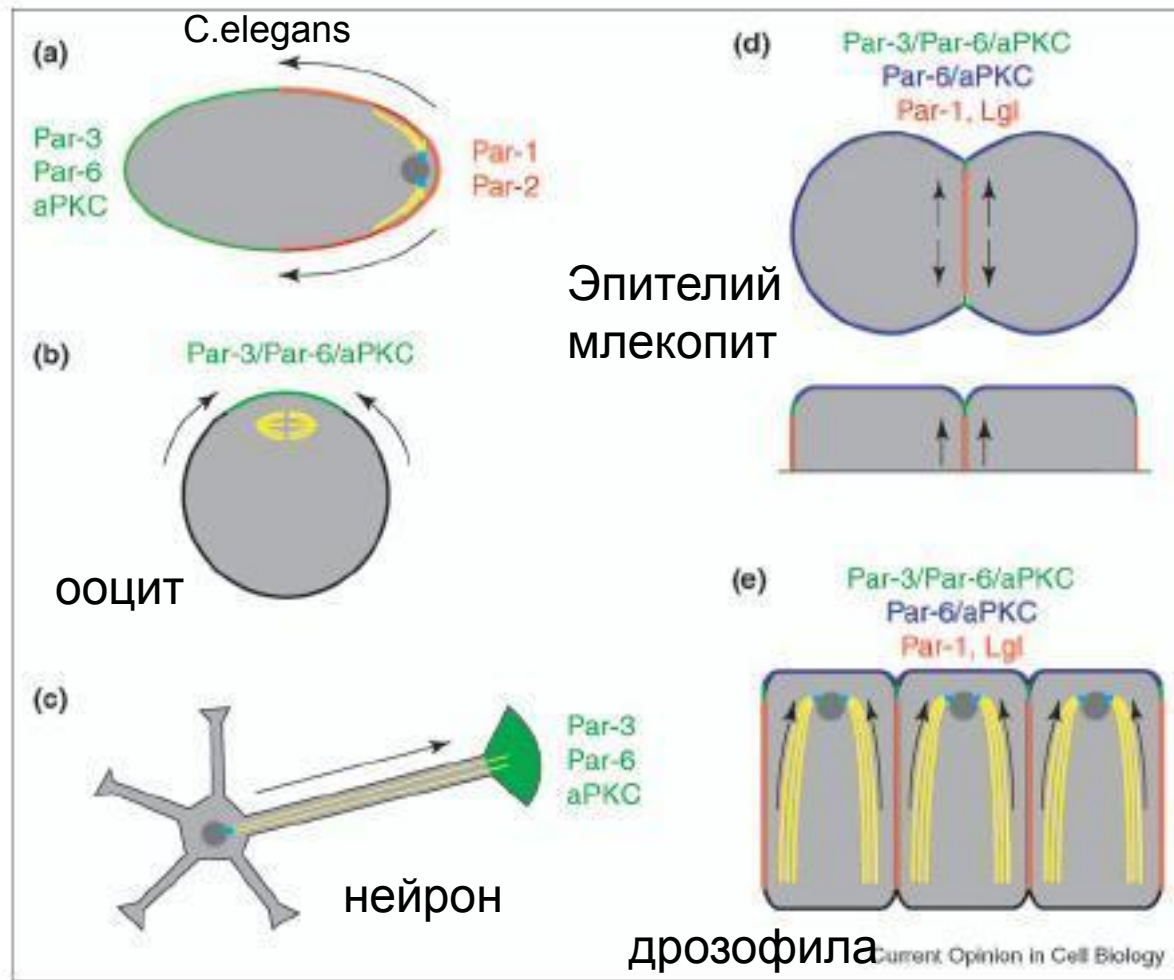 C.elegans
(a)
Par-3
Par-6
aPKC
Par-1
Par-2
(b)
Par-3/Par-6/aPKC
ооцит
(c)
Par-3
Par-6
aPKC
нейрон
(d)
Par-3/Par-6/aPKC
Par-6/aPKC
Par-1, Lgl
Эпителий
млекопит
(e)
Par-3/Par-6/aPKC
Par-6/aPKC
Par-1, Lgl
дрозофила
Current Opinion in Cell Biology